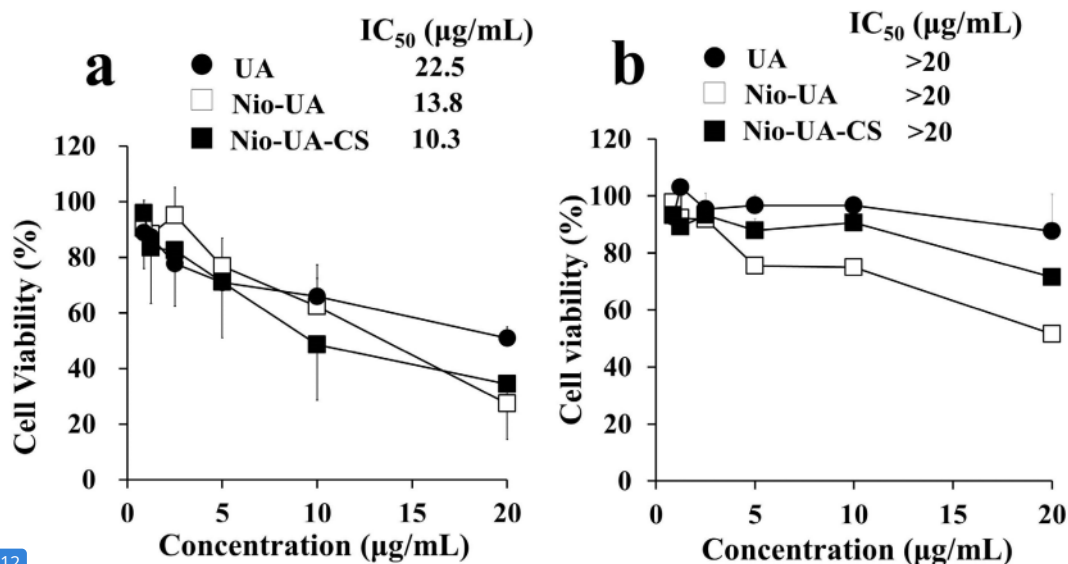 a
IC50 (μg/mL)
UA 22.5
Nio-UA 13.8
Nio-UA-CS 10.3
Cell Viability (%)
120
100
80
60
40
20
0
0 5 10 15 20
Concentration (μg/mL)
b
IC50 (μg/mL)
UA >20
Nio-UA >20
Nio-UA-CS >20
Cell viability (%)
120
100
80
60
40
20
0
0 5 10 15 20
Concentration (μg/mL)
12